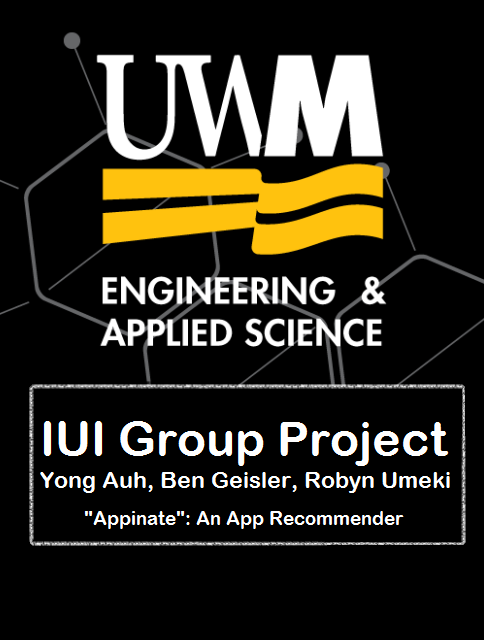 UWM
ENGINEERING & 
APPLIED SCIENCE
IUI Group Project
Yong Auh, Ben Geisler, Robyn Umeki
"Appinate": An App Recommender